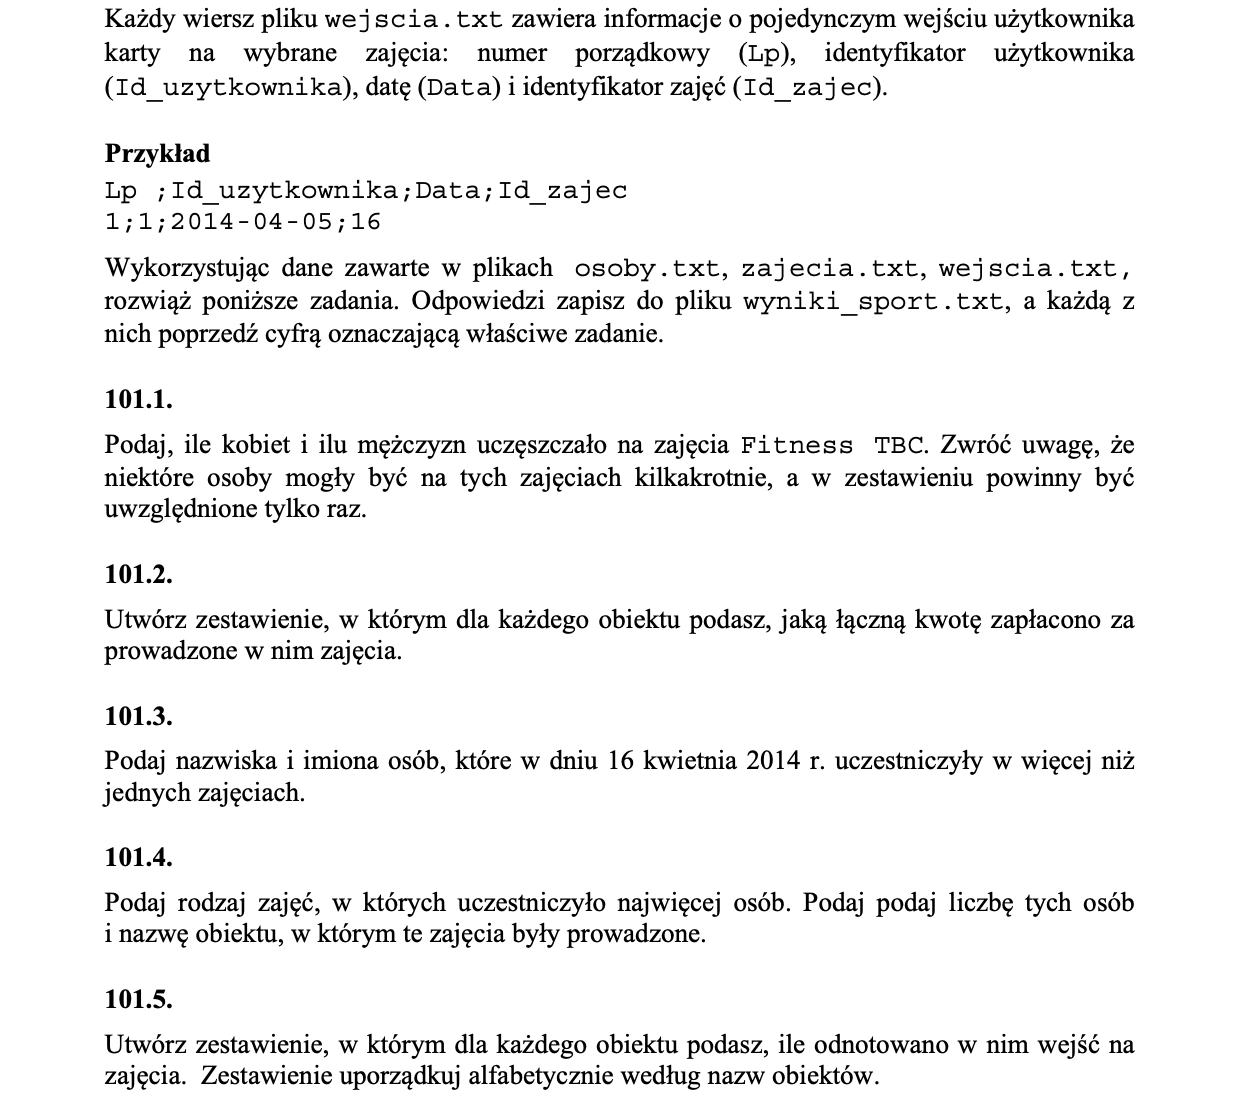 Każdy wiersz pliku wejscia.txt zawiera informacje o pojedynczym wejściu użytkownika
karty na wybrane zajęcia: numer porządkowy (Lp), identyfikator użytkownika
(Id_uzytkownika), datę (Data) i identyfikator zajęć (Id_zajec).
Przykład
Lp ;Id_uzytkownika;Data;Id_zajec
1;1;2014-04-05;16
Wykorzystując dane zawarte w plikach osoby.txt, zajecia.txt, wejscia.txt,
rozwiąż poniższe zadania. Odpowiedzi zapisz do pliku wyniki_sport.txt, a każdą z
nich poprzedź cyfrą oznaczającą właściwe zadanie.
101.1.
Podaj, ile kobiet i ilu mężczyzn uczęszczało na zajęcia Fitness TBC. Zwróć uwagę, że
niektóre osoby mogły być na tych zajęciach kilkakrotnie, a w zestawieniu powinny być
uwzględnione tylko raz.
101.2.
Utwórz zestawienie, w którym dla każdego obiektu podasz, jaką łączną kwotę zapłacono za
prowadzone w nim zajęcia.
101.3.
Podaj nazwiska i imiona osób, które w dniu 16 kwietnia 2014 r. uczestniczyły w więcej niż
jednych zajęciach.
101.4.
Podaj rodzaj zajęć, w których uczestniczyło najwięcej osób. Podaj podaj liczbę tych osób
i nazwę obiektu, w którym te zajęcia były prowadzone.
101.5.
Utwórz zestawienie, w którym dla każdego obiektu podasz, ile odnotowano w nim wejść na
zajęcia. Zestawienie uporządkuj alfabetycznie według nazw obiektów.